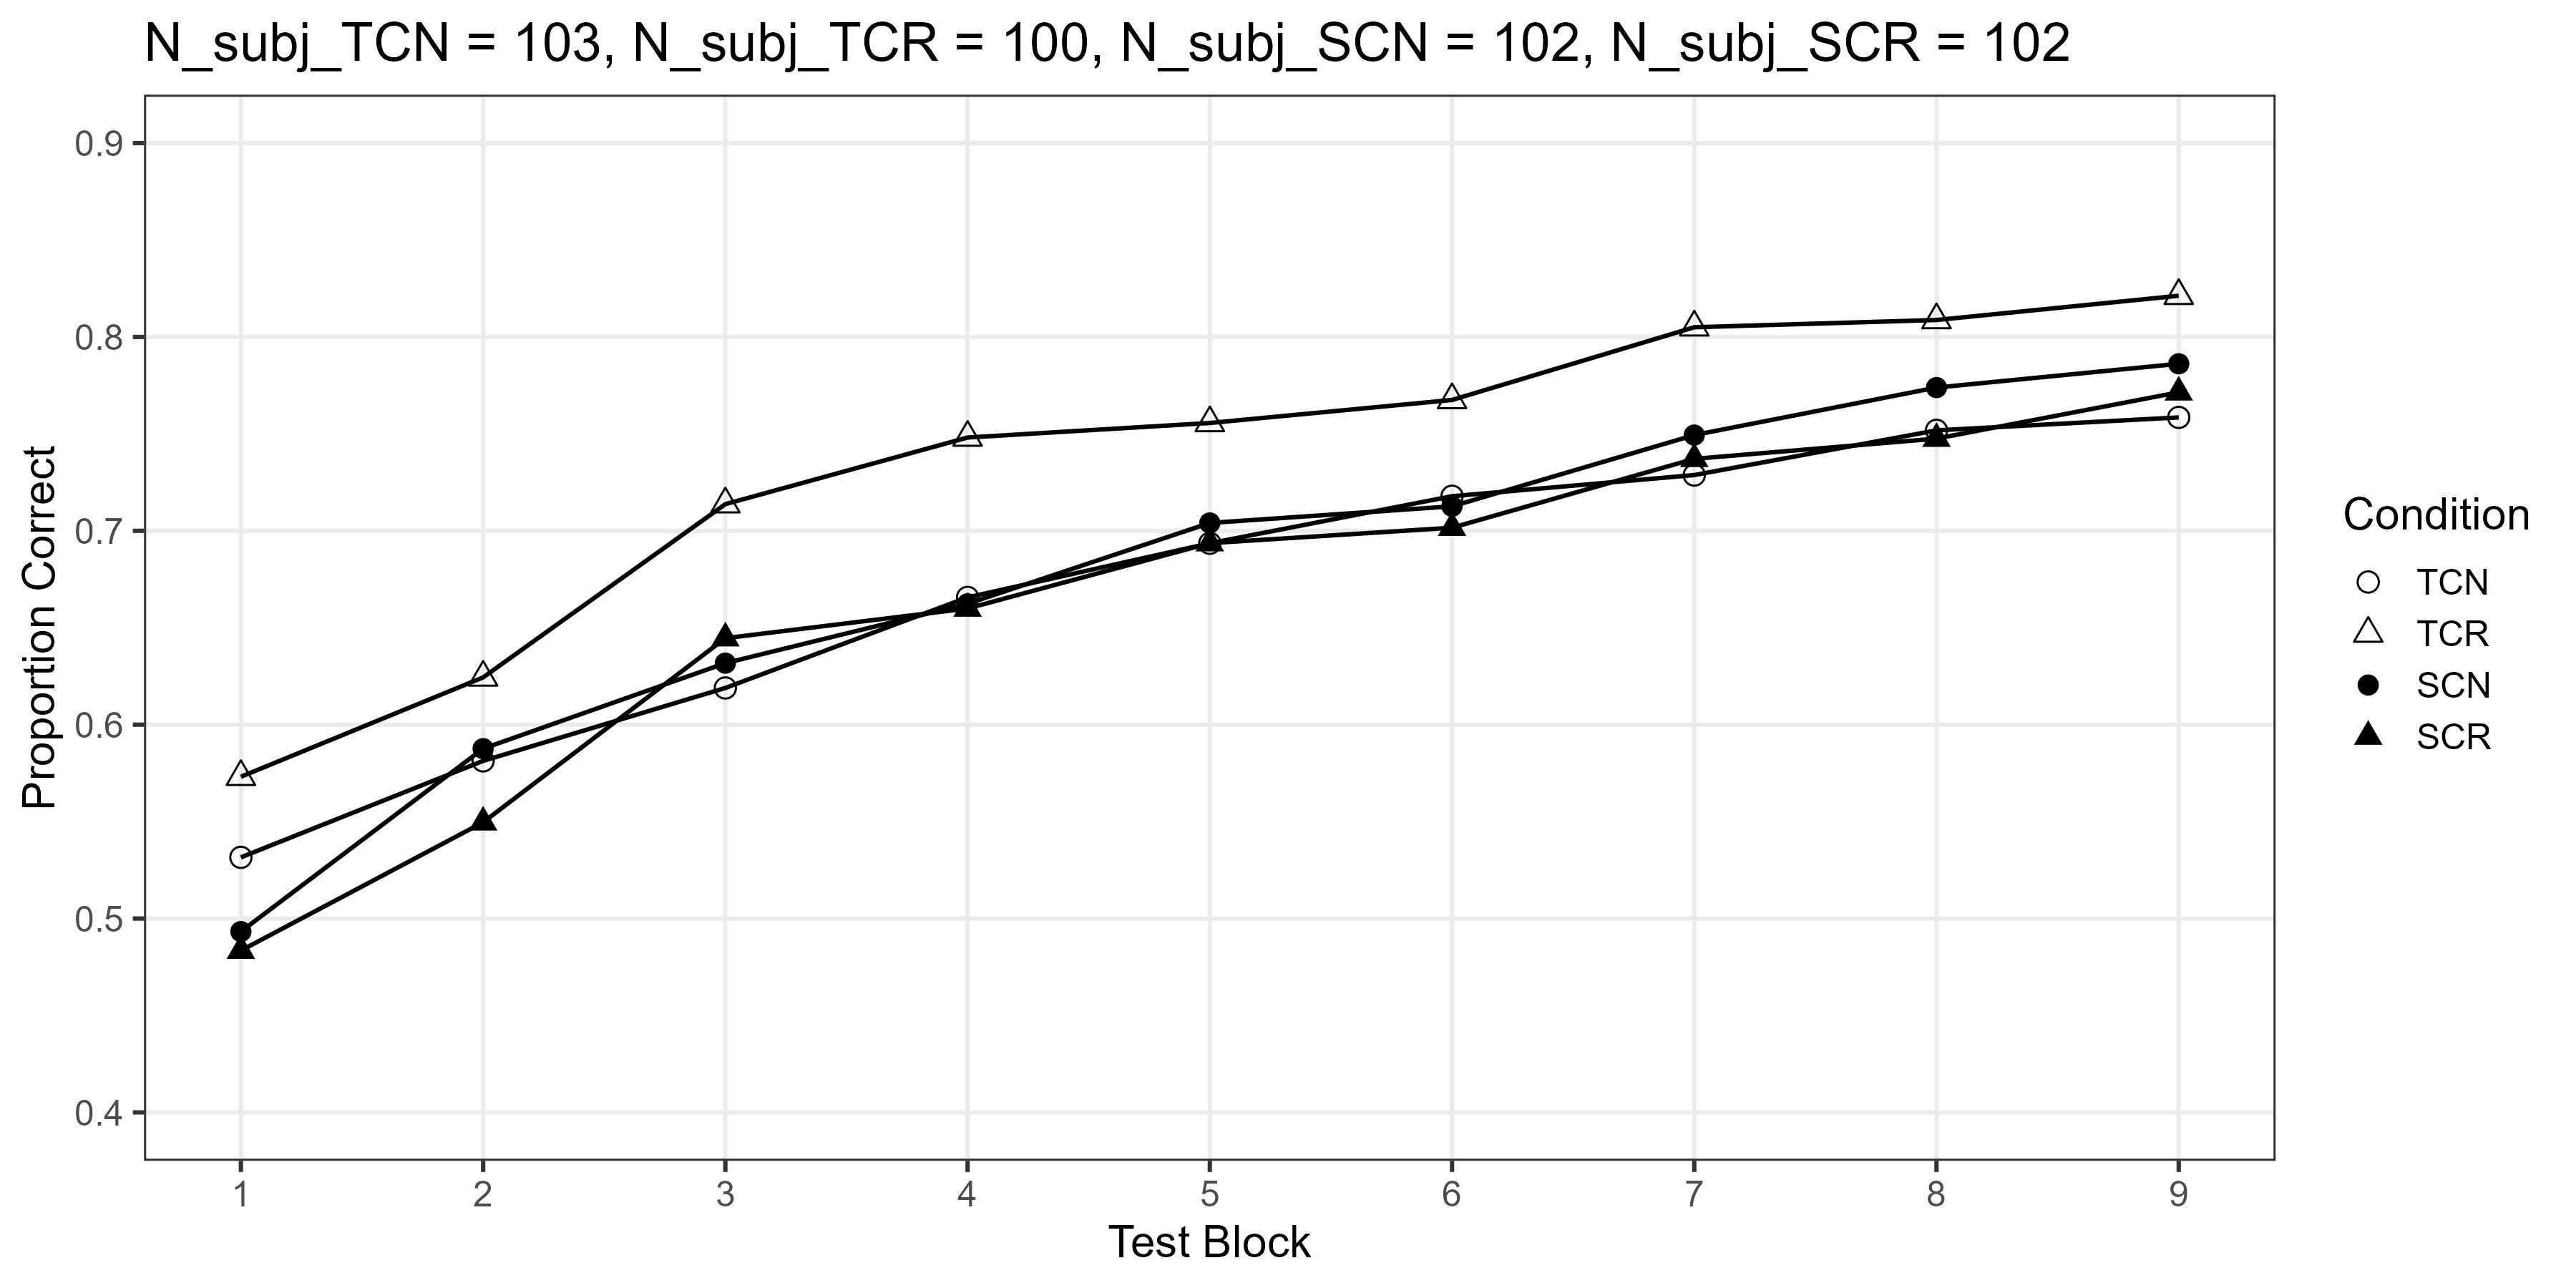 N_subj_TCN = 103, N_subj_TCR = 100, N_subj_SCN = 102, N_subj_SCR = 102
0.9
0.8
0.7
0.6
0.5
0.4
Proportion Correct
1 2 3 4 5 6 7 8 9
Test Block
Condition
TCN
TCR
SCN
SCR